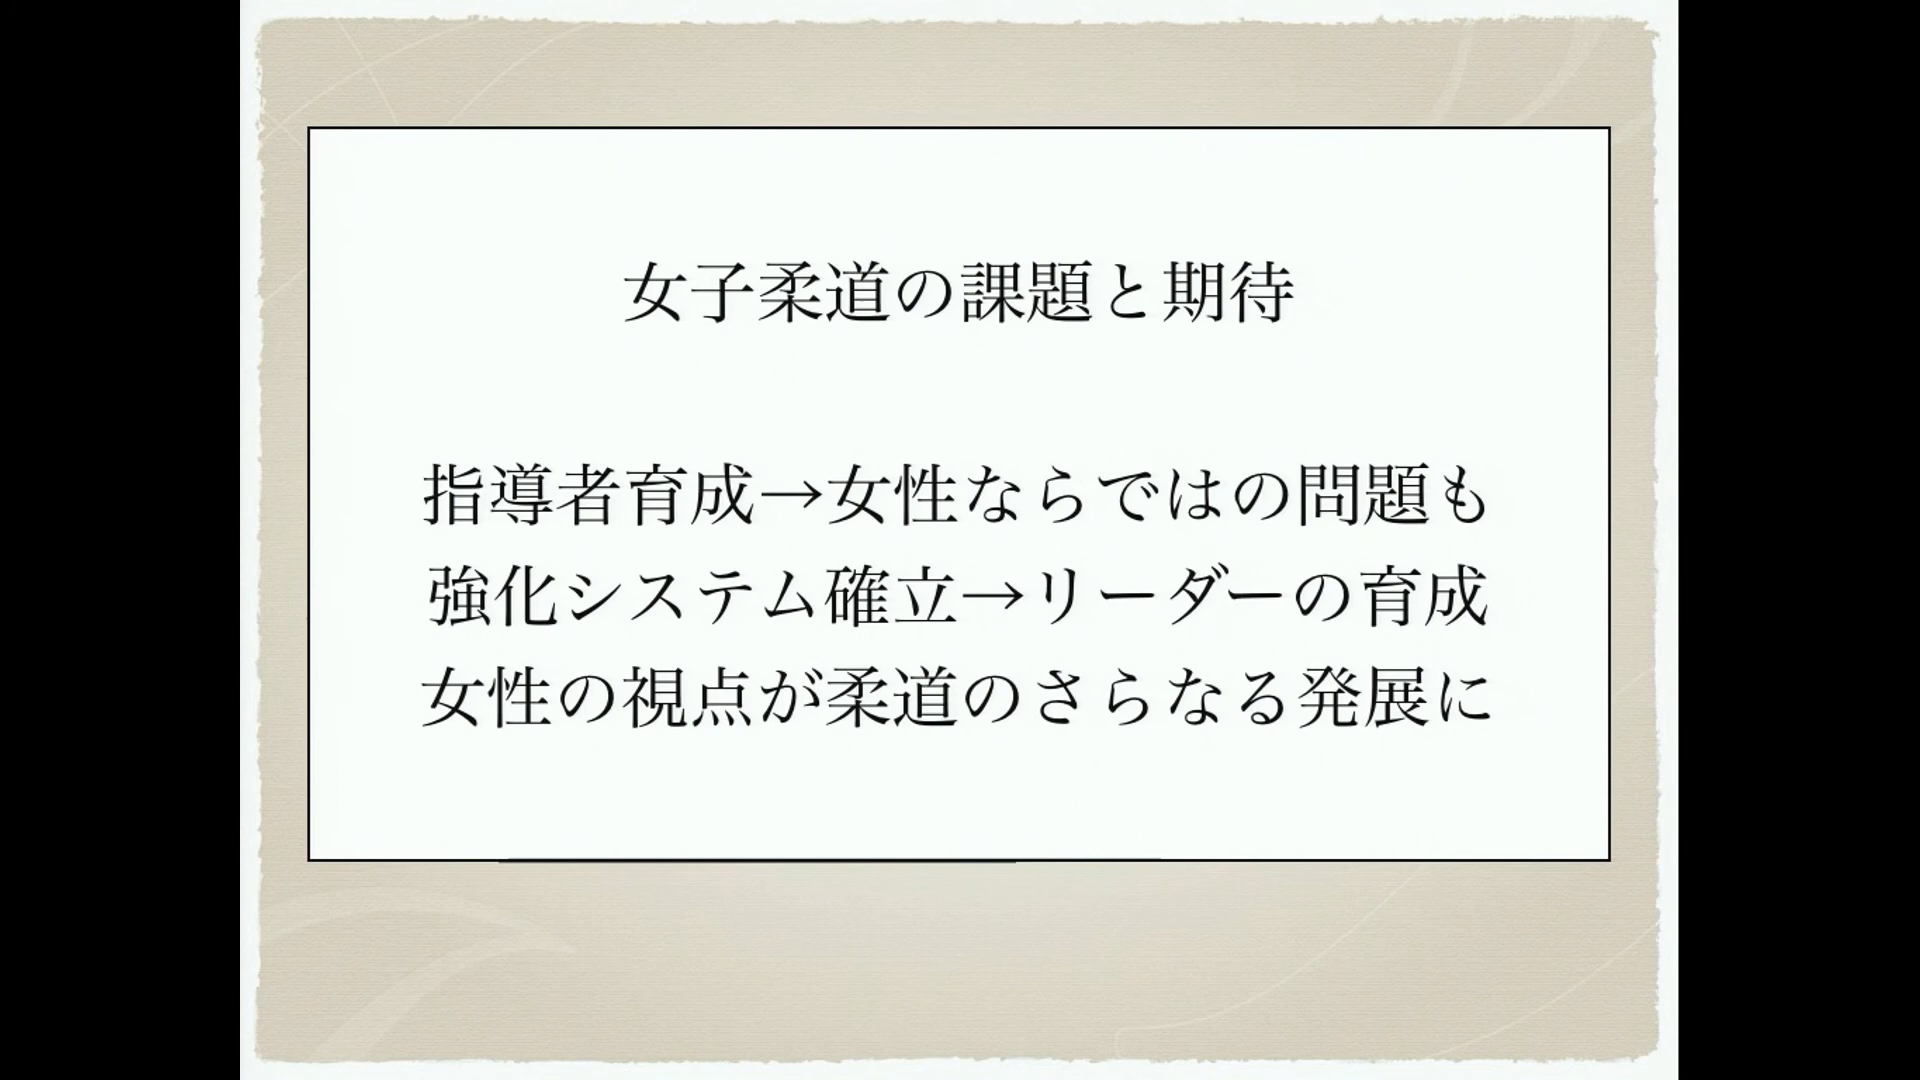 女子柔道の課題と期待
指導者育成→女性ならではの問題も
強化システム確立→リーダーの育成
女性の視点が柔道のさらなる発展に